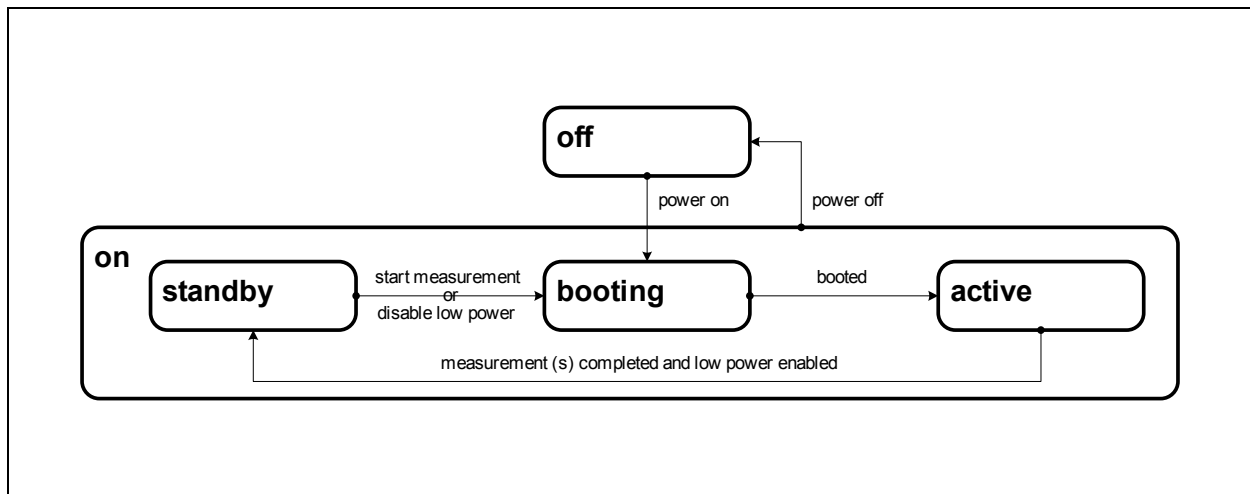 off
power on
power off
on
standby
start measurement
or
disable low power
booting
booted
active
measurement (s) completed and low power enabled